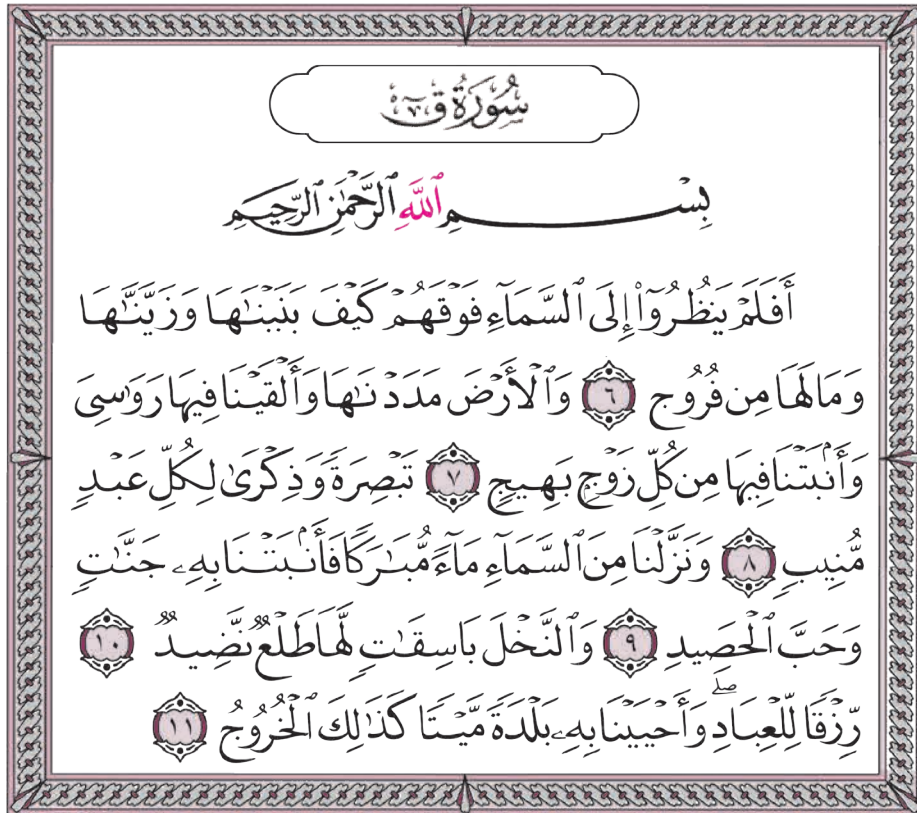 سُورَةُ قٓ
بِسْمِ ٱللَّهِ ٱلرَّحْمَٰنِ ٱلرَّحِيمِ
أَفَلَمْ يَنظُرُوٓا۟ إِلَى ٱلسَّمَآءِ فَوْقَهُمْ كَيْفَ بَنَيْنَٰهَا وَزَيَّنَّٰهَا
وَمَا لَهَا مِن فُرُوجٍ ٦ وَٱلْأَرْضَ مَدَدْنَٰهَا وَأَلْقَيْنَا فِيهَا رَوَٰسِىَ
وَأَنۢبَتْنَا فِيهَا مِن كُلِّ زَوْجٍۭ بَهِيجٍ ٧ تَبْصِرَةً وَذِكْرَىٰ لِكُلِّ عَبْدٍ
مُّنِيبٍ ٨ وَنَزَّلْنَا مِنَ ٱلسَّمَآءِ مَآءً مُّبَٰرَكًا فَأَنۢبَتْنَا بِهِۦ جَنَّٰتٍ
وَحَبَّ ٱلْحَصِيدِ ٩ وَٱلنَّخْلَ بَاسِقَٰتٍ لَّهَا طَلْعٌ نَّضِيدٌ ١٠
رِّزْقًا لِّلْعِبَادِ ۖ وَأَحْيَيْنَا بِهِۦ بَلْدَةً مَّيْتًا كَذَٰلِكَ ٱلْخُرُوجُ ١١